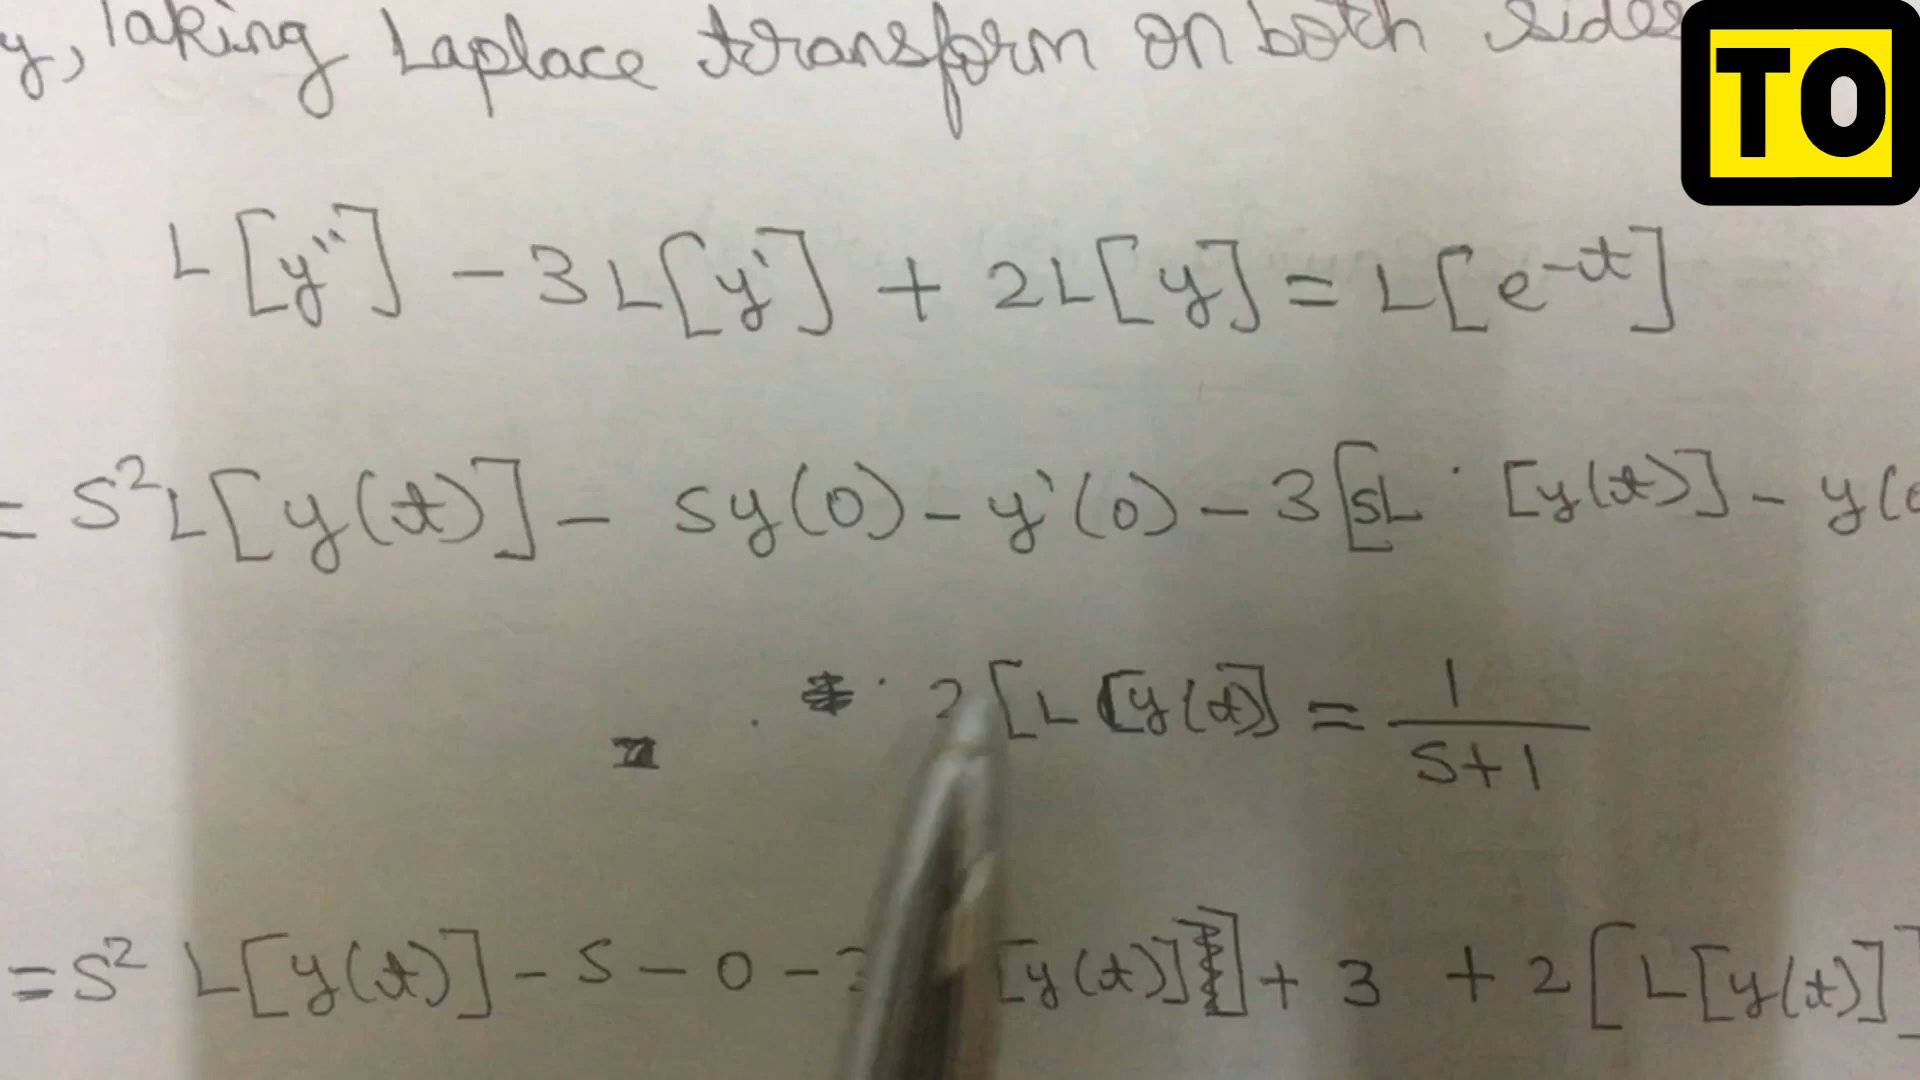 y, Taking Laplace transform on both sides
TO
L[y''] - 3L[y'] + 2L[y] = L[e^-t]
= S²L[y(t)] - sy(0) - y'(0) - 3[SL [y(t)] - y(
2[L[y(t)] = 1/(S+1)
= S² L[y(t)] - S - 0 - [y(t)]] + 3 + 2[L[y(t)]]